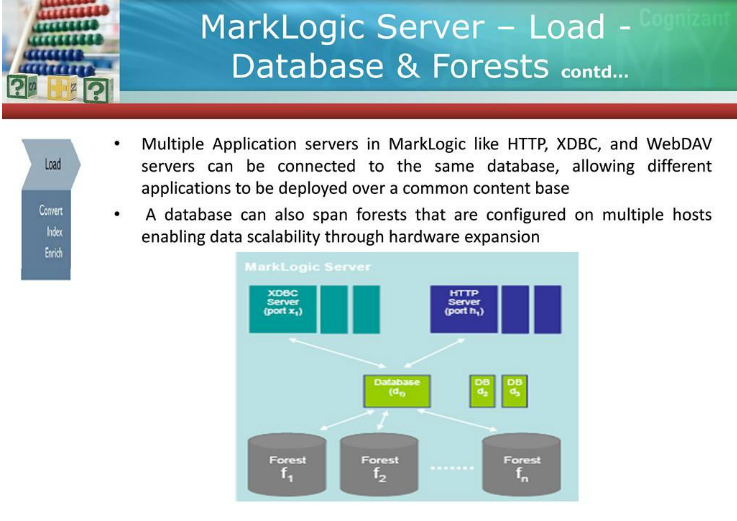 MarkLogic Server – Load -
Database & Forests contd...
Cognizant
Load
Convert
Index
Enrich
• Multiple Application servers in MarkLogic like HTTP, XDBC, and WebDAV
servers can be connected to the same database, allowing different
applications to be deployed over a common content base
• A database can also span forests that are configured on multiple hosts
enabling data scalability through hardware expansion
MarkLogic Server
XDBC
Server
(port x₁)
HTTP
Server
(port h₁)
Database
(d₁)
DB
d₂
DB
d₃
Forest
f₁
Forest
f₂
.......
Forest
fₙ